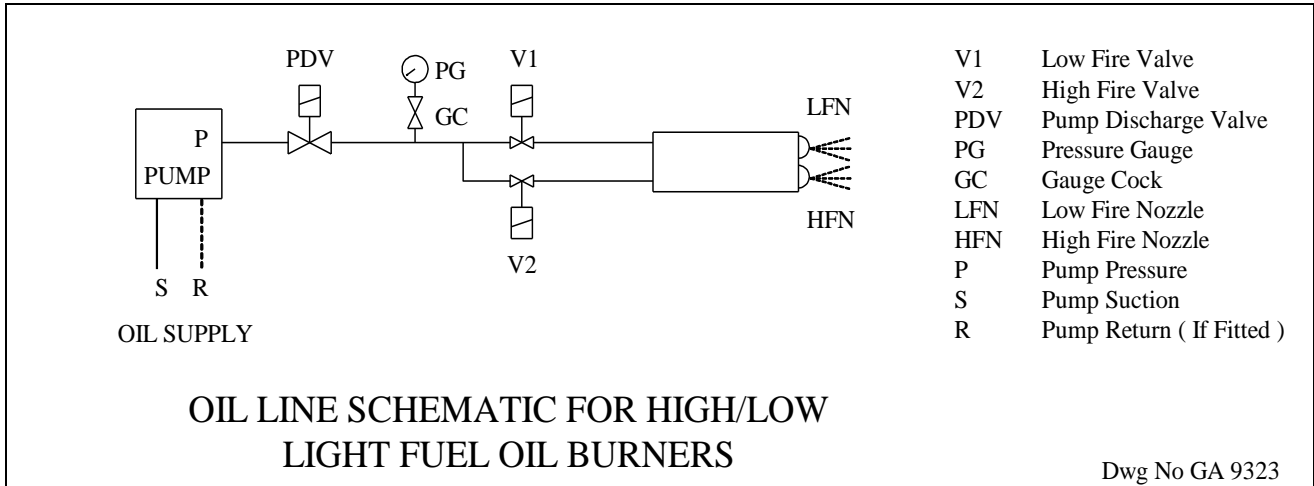 PDV
PG
GC
V1
LFN
P
PUMP
HFN
V2
S R
OIL SUPPLY
V1 Low Fire Valve
V2 High Fire Valve
PDV Pump Discharge Valve
PG Pressure Gauge
GC Gauge Cock
LFN Low Fire Nozzle
HFN High Fire Nozzle
P Pump Pressure
S Pump Suction
R Pump Return ( If Fitted )
OIL LINE SCHEMATIC FOR HIGH/LOW
LIGHT FUEL OIL BURNERS
Dwg No GA 9323